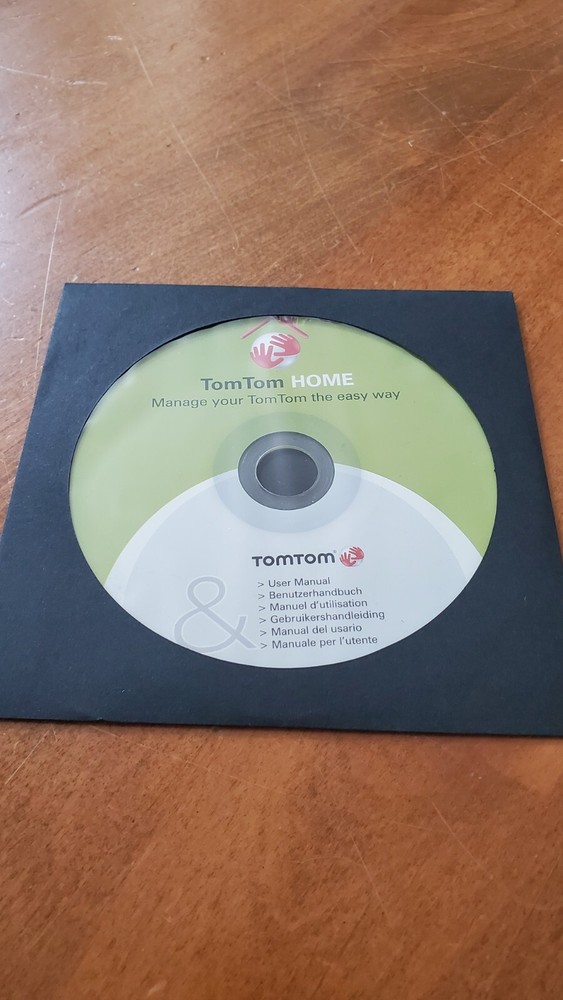 TomTom HOME
Manage your TomTom the easy way
TOMTOM
&
> User Manual
> Benutzerhandbuch
> Manuel d'utilisation
> Gebruikershandleiding
> Manual del usario
> Manuale per l'utente